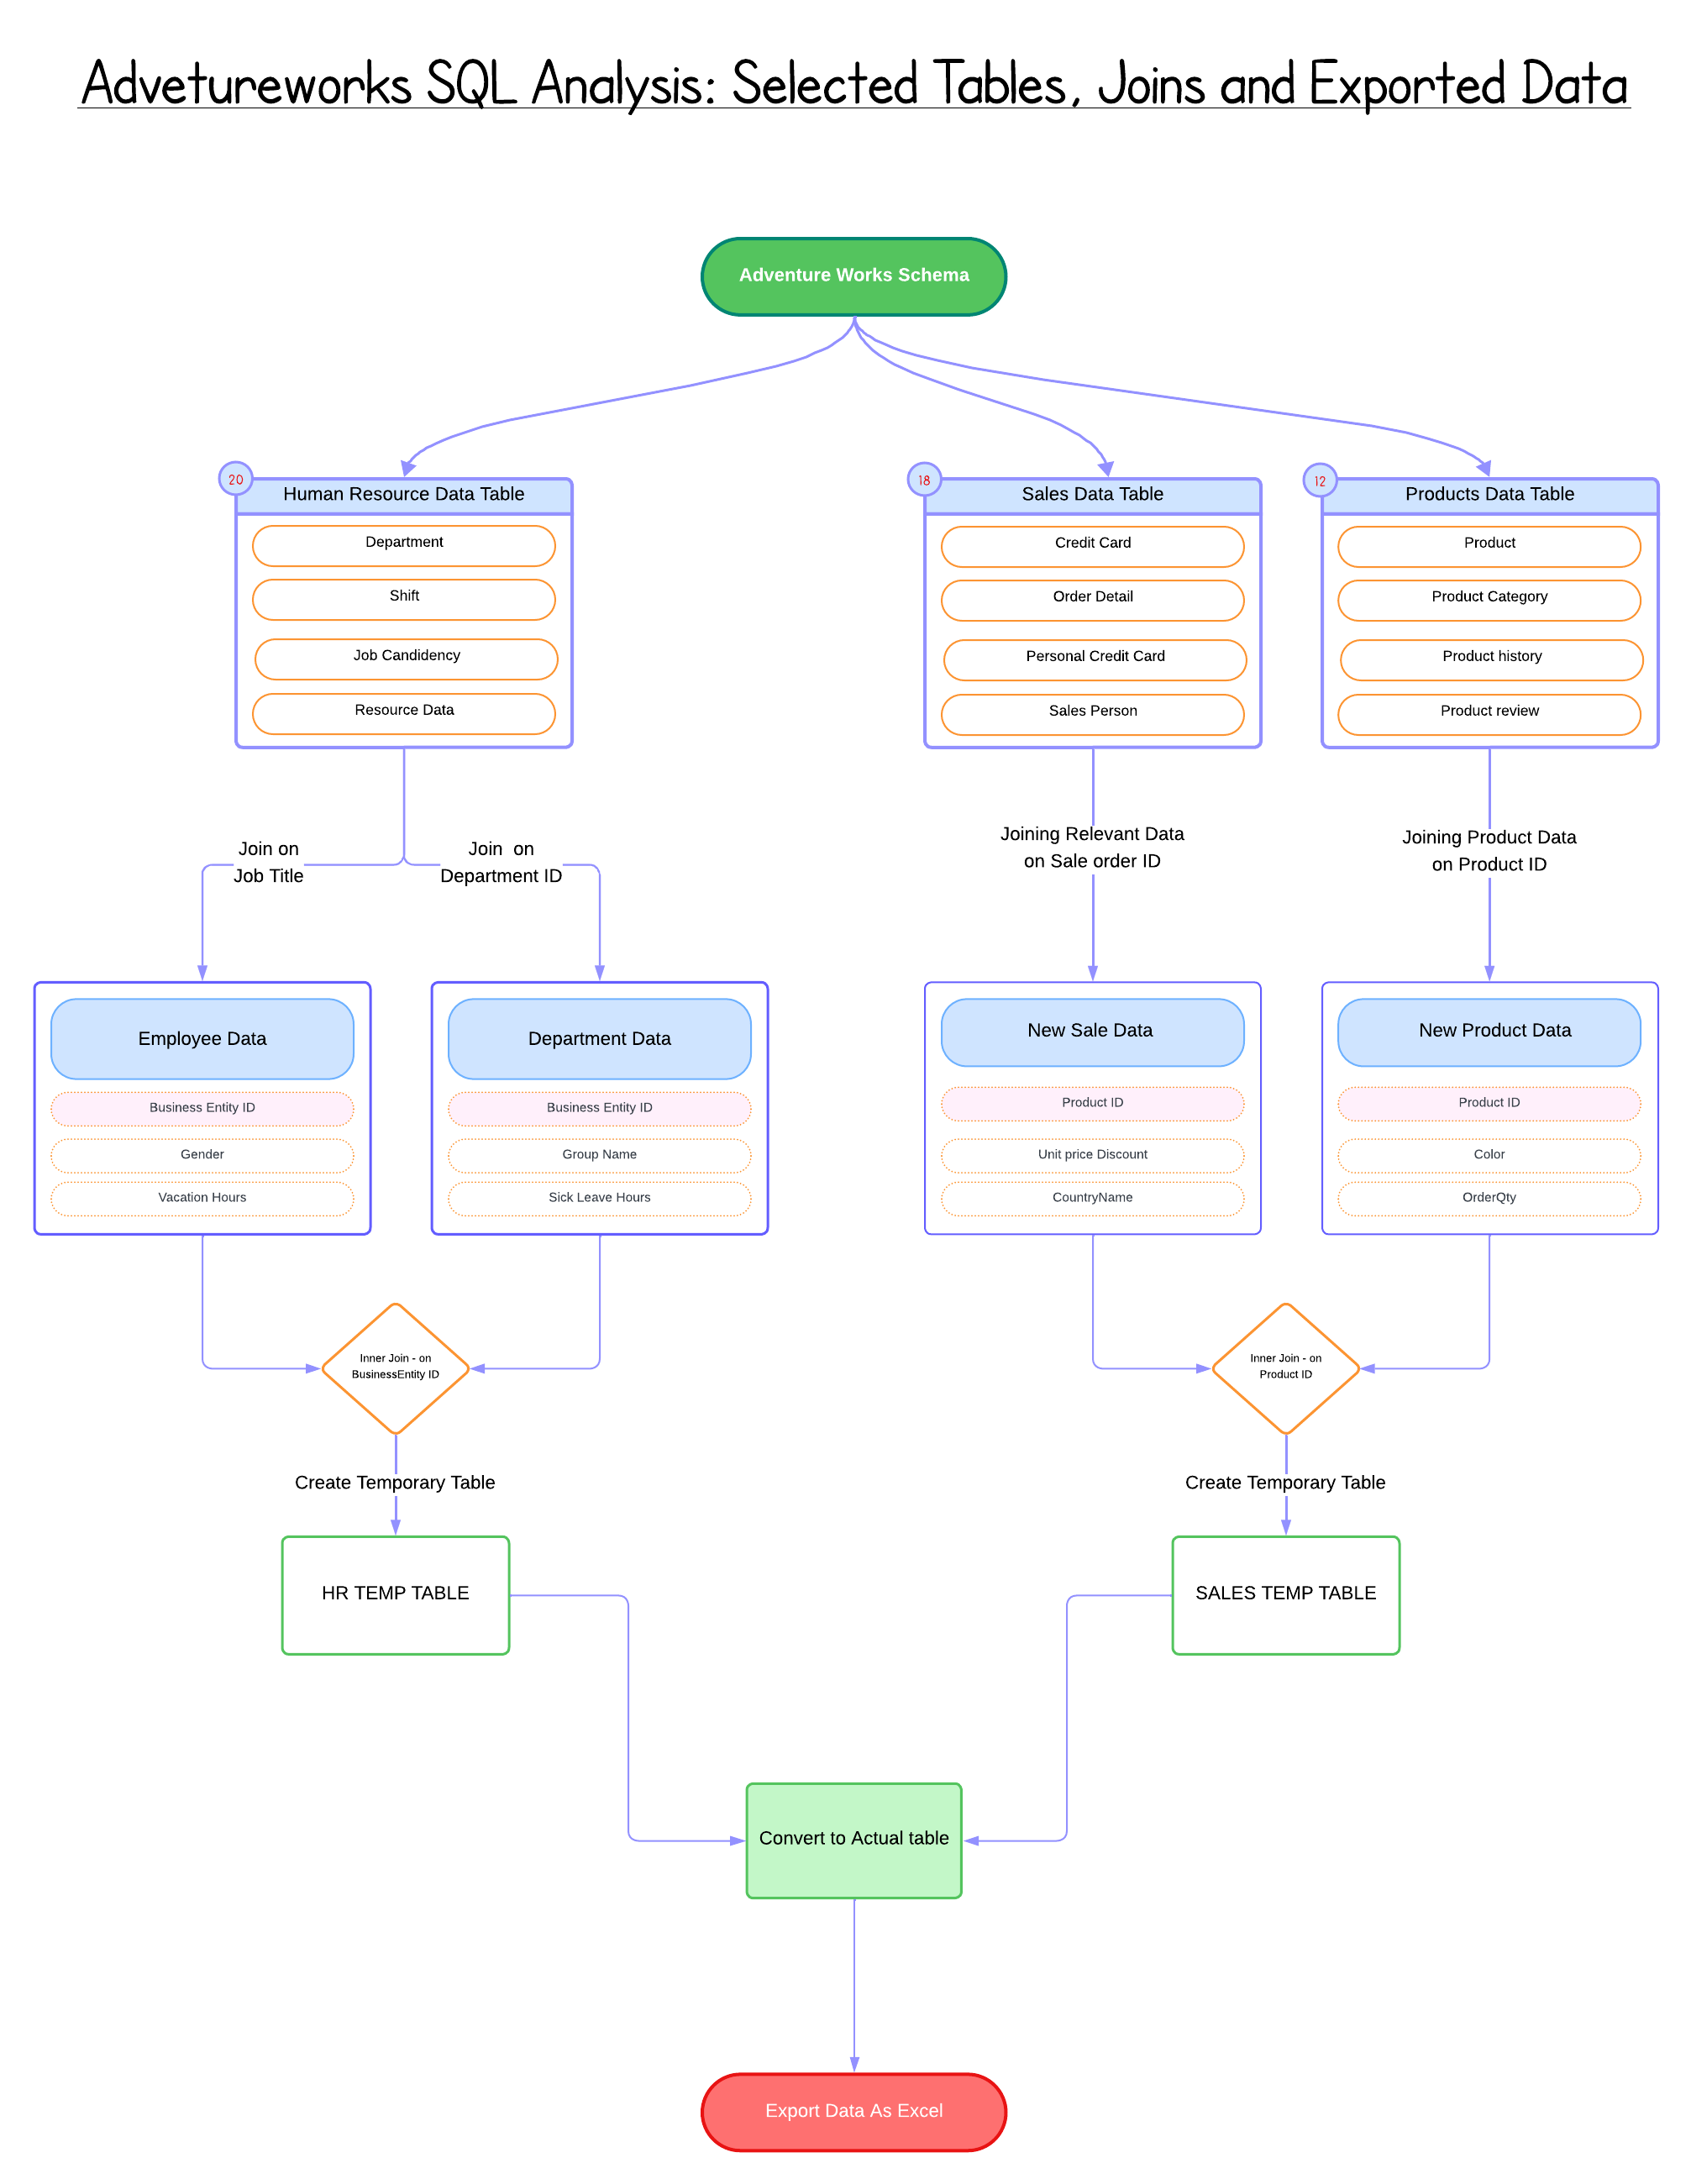 Advetureworks SQL Analysis: Selected Tables, Joins and Exported Data
Adventure Works Schema
20
Human Resource Data Table
Department
Shift
Job Candidency
Resource Data
18
Sales Data Table
Credit Card
Order Detail
Personal Credit Card
Sales Person
12
Products Data Table
Product
Product Category
Product history
Product review
Join on
Job Title
Join on
Department ID
Joining Relevant Data
on Sale order ID
Joining Product Data
on Product ID
Employee Data
Business Entity ID
Gender
Vacation Hours
Department Data
Business Entity ID
Group Name
Sick Leave Hours
New Sale Data
Product ID
Unit price Discount
CountryName
New Product Data
Product ID
Color
OrderQty
Inner Join - on
BusinessEntity ID
Inner Join - on
Product ID
Create Temporary Table
Create Temporary Table
HR TEMP TABLE
SALES TEMP TABLE
Convert to Actual table
Export Data As Excel